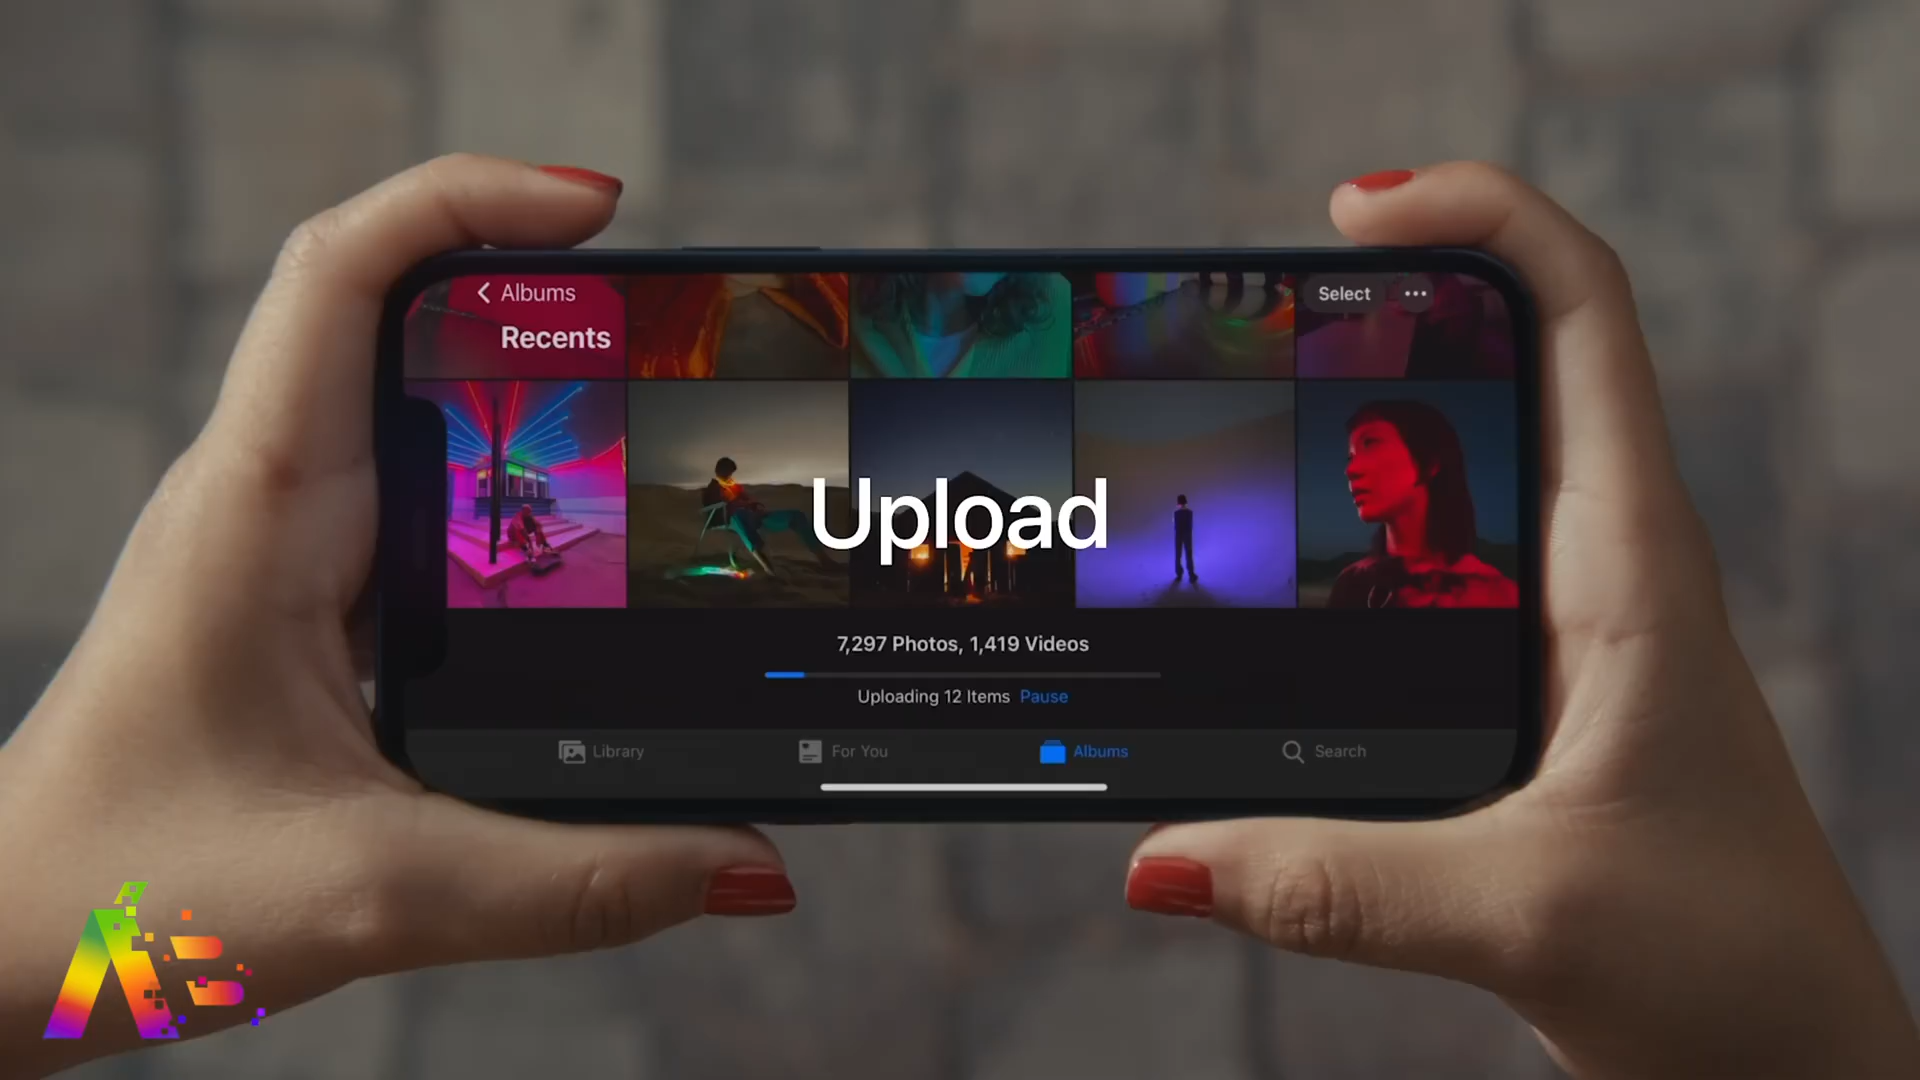 Albums
Recents
Select
Upload
7,297 Photos, 1,419 Videos
Uploading 12 Items Pause
Library
For You
Albums
Search